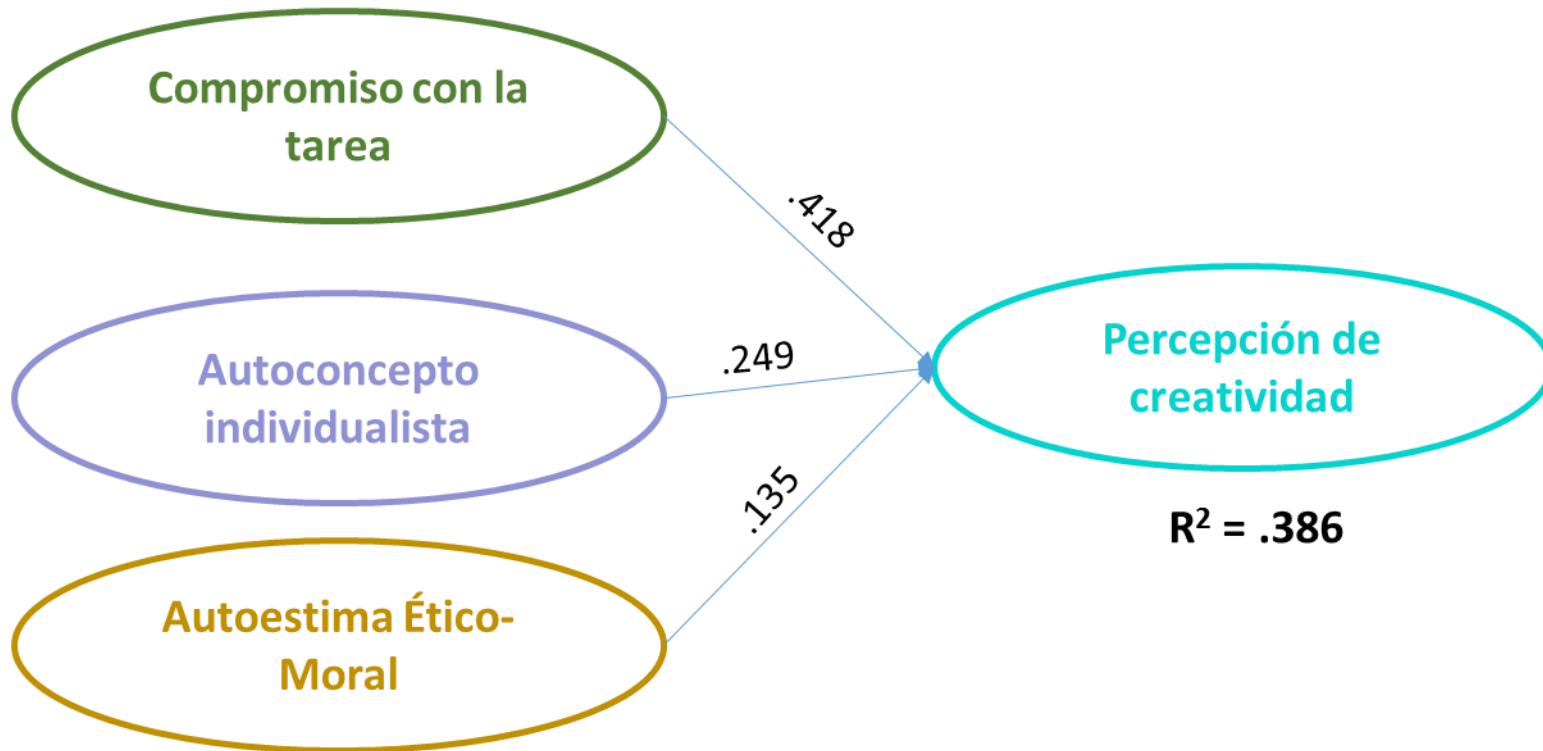 Compromiso con la
tarea
.418
Autoconcepto
individualista
.249
Autoestima Ético-
Moral
.135
Percepción de
creatividad
R² = .386